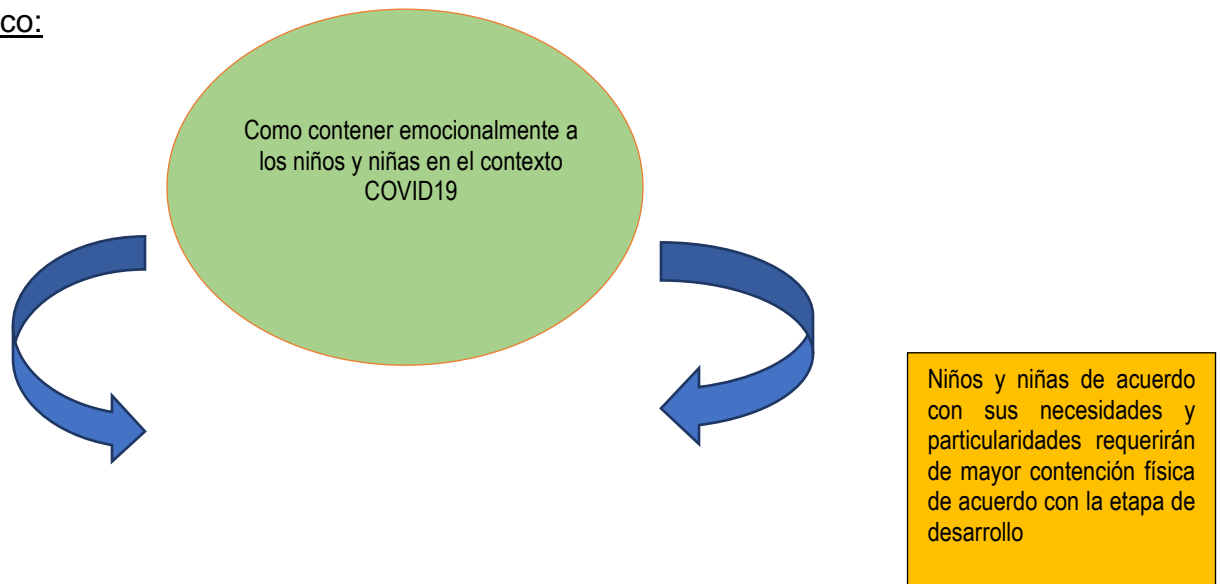 co:
Como contener emocionalmente a
los niños y niñas en el contexto
COVID19
Niños y niñas de acuerdo
con sus necesidades y
particularidades requerirán
de mayor contención física
de acuerdo con la etapa de
desarrollo